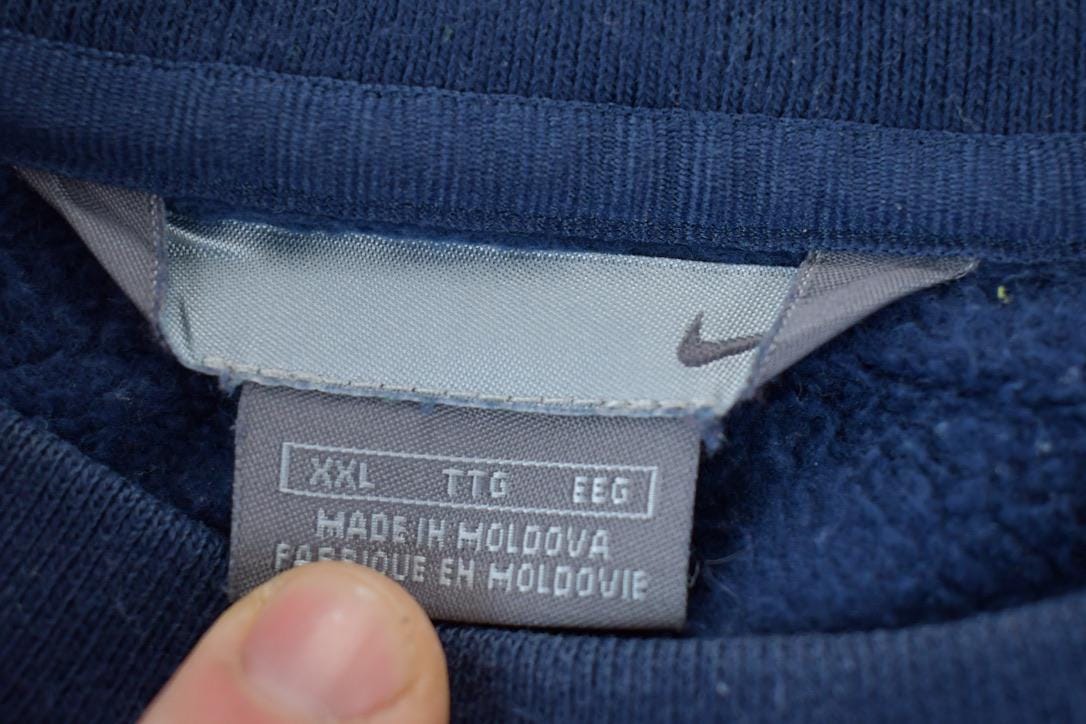 XXL TTG EEG
MADE IN MOLDOVA
FABRIQUE EN MOLDOVIE